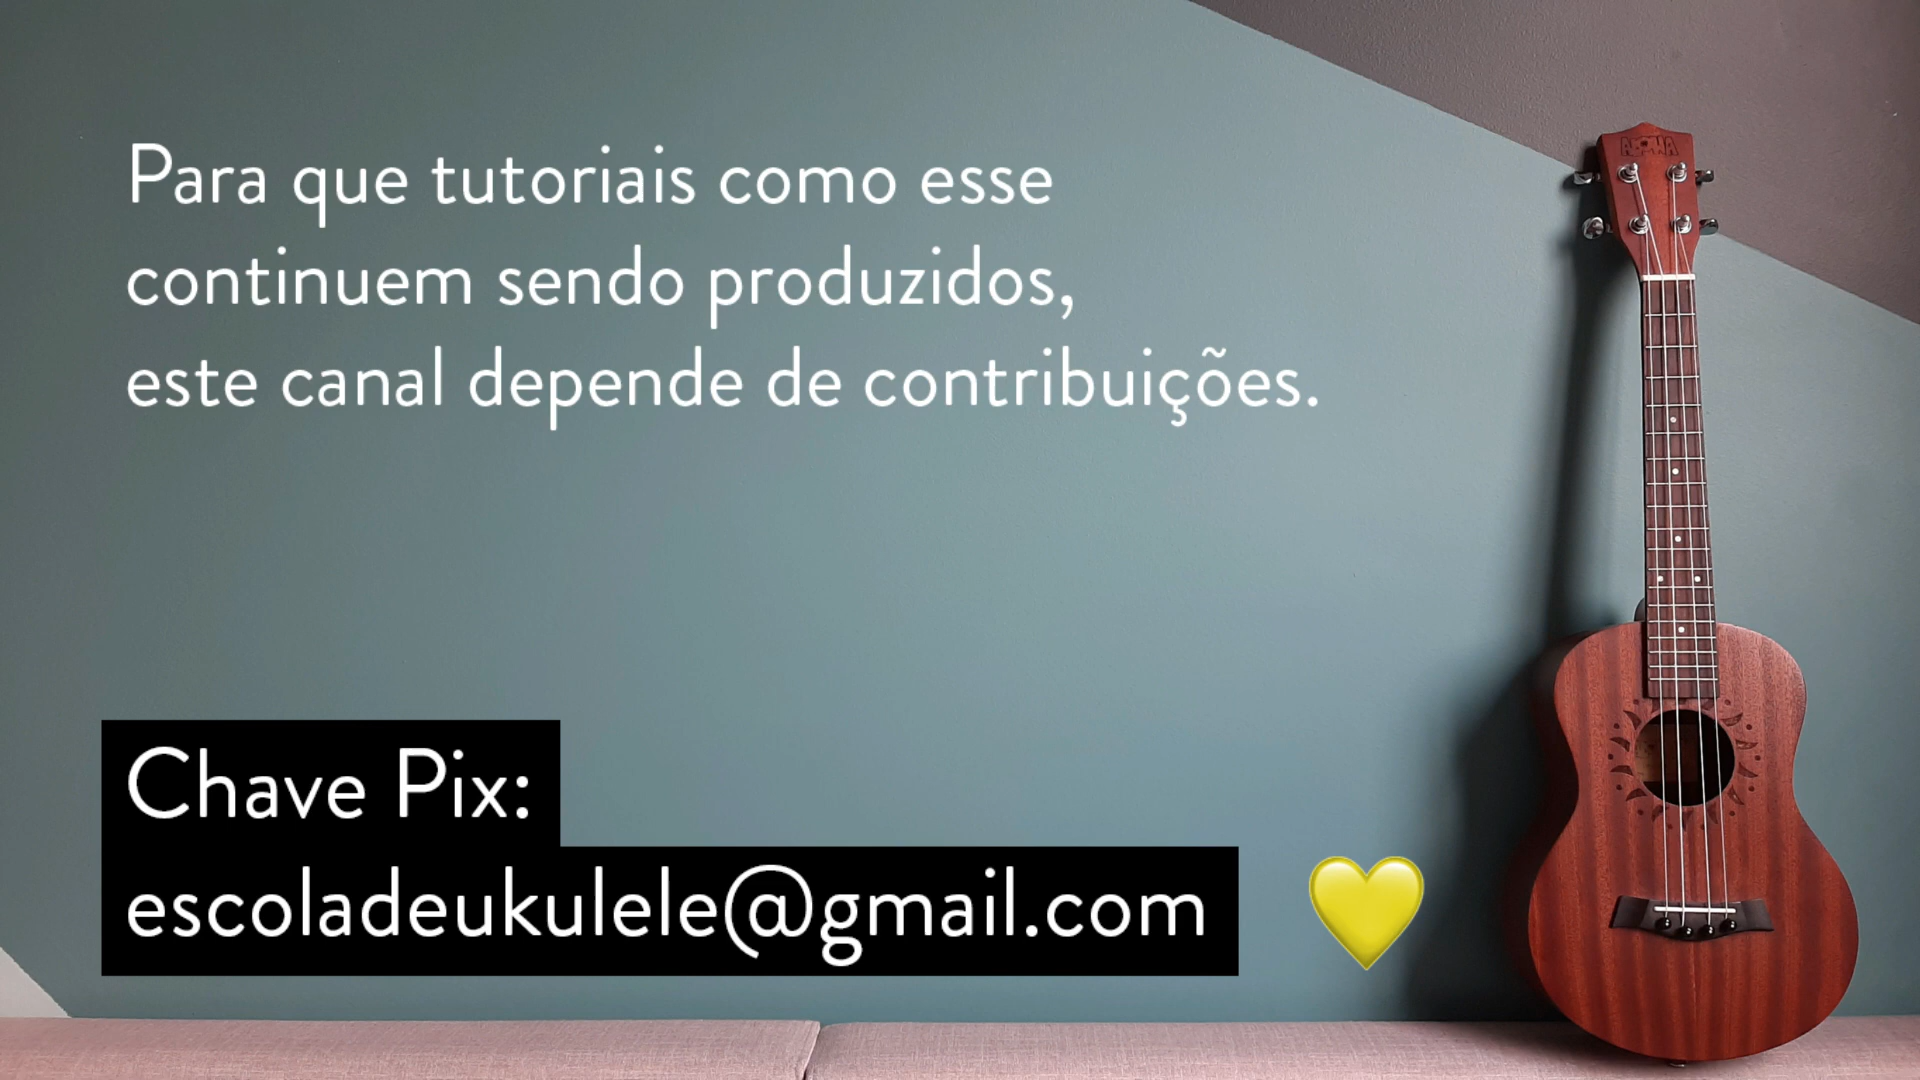 Para que tutoriais como esse
continuem sendo produzidos,
este canal depende de contribuições.
Chave Pix:
escoladeukulele@gmail.com